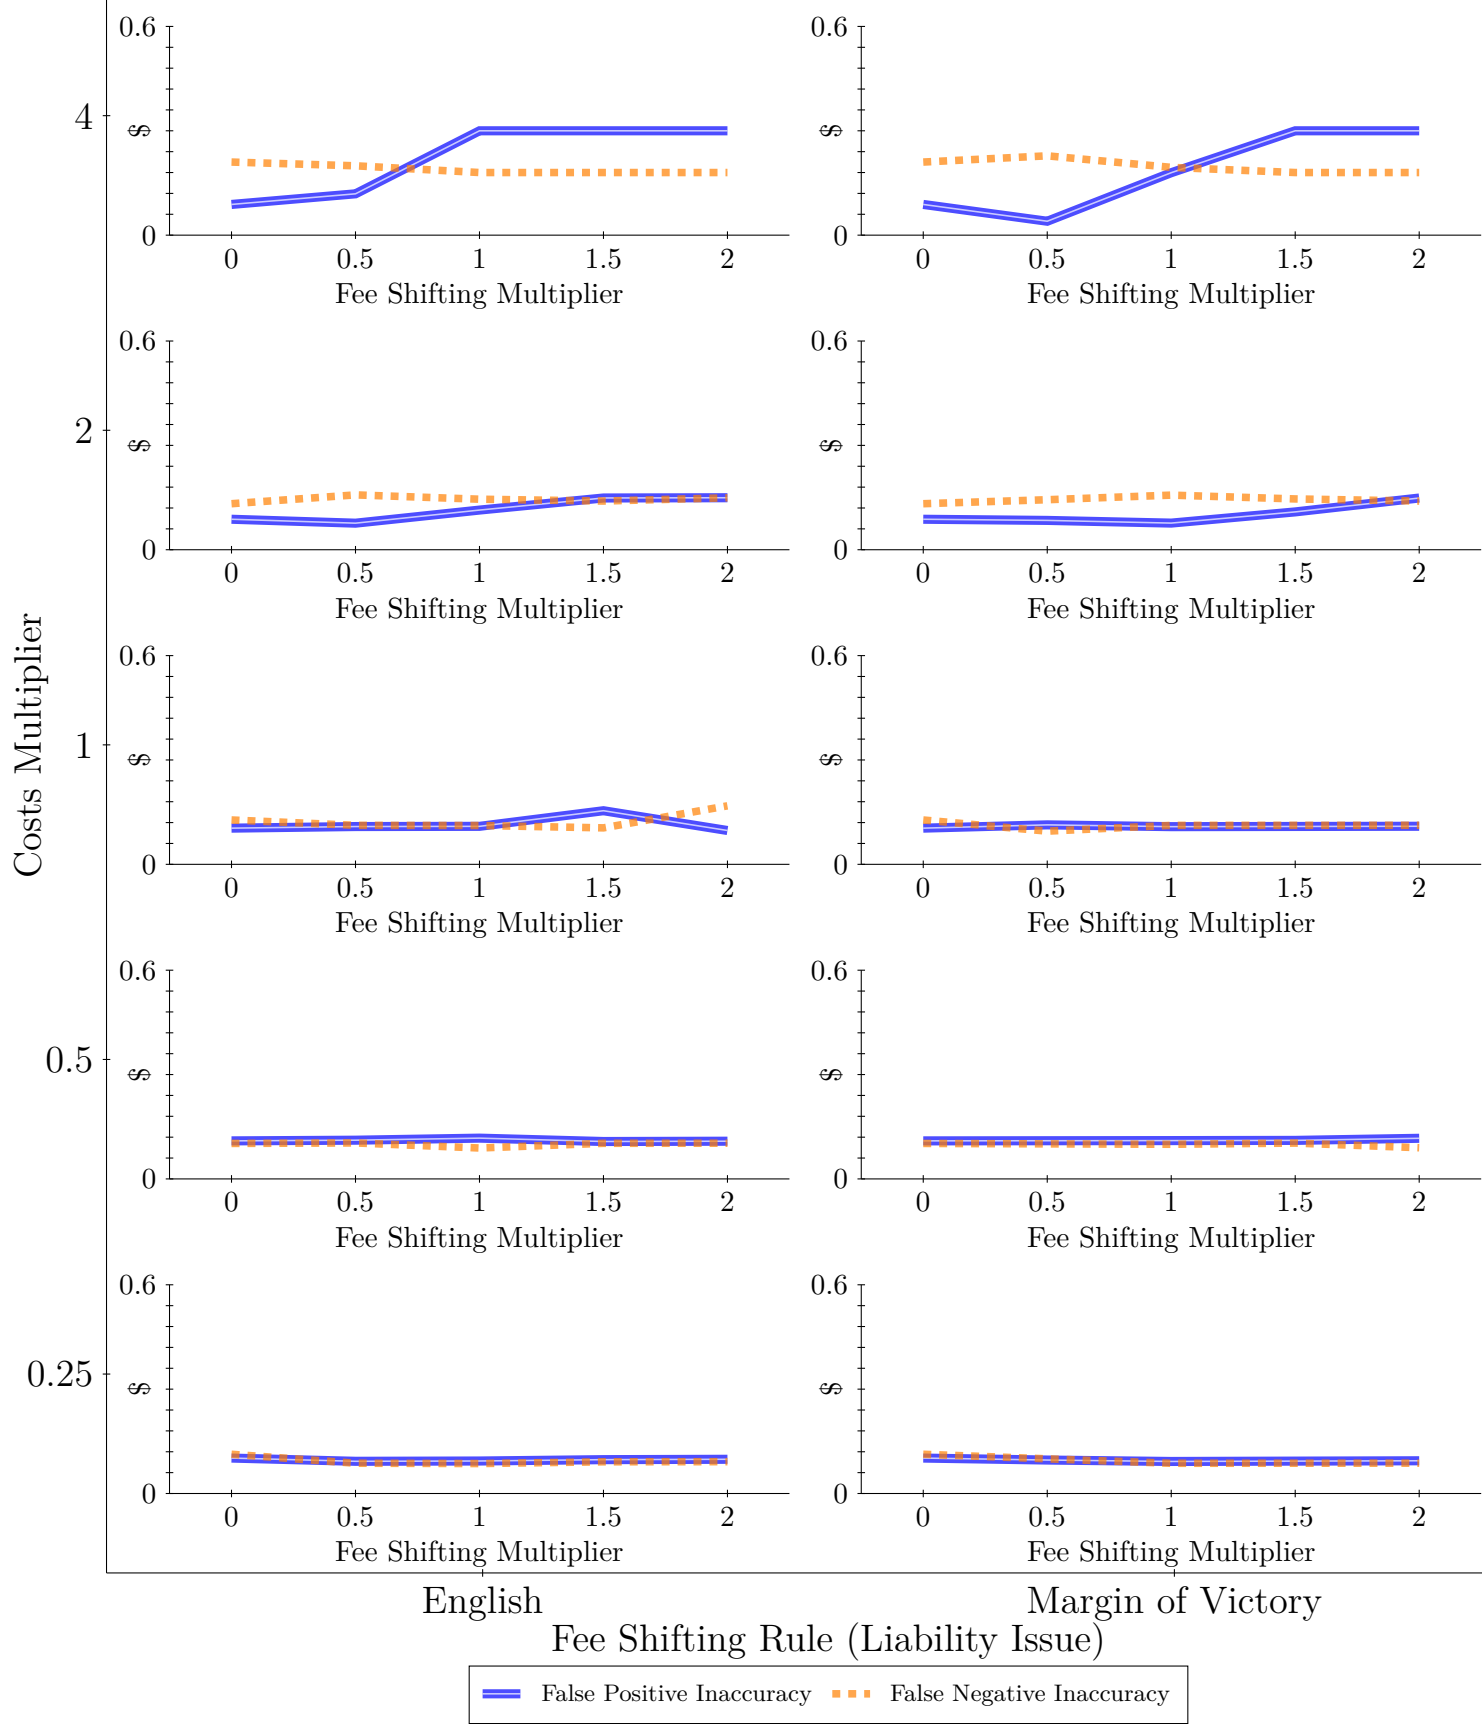 Costs Multiplier
4
0.6
$
0
0 0.5 1 1.5 2
Fee Shifting Multiplier
0.6
$
0
0 0.5 1 1.5 2
Fee Shifting Multiplier
2
0.6
$
0
0 0.5 1 1.5 2
Fee Shifting Multiplier
0.6
$
0
0 0.5 1 1.5 2
Fee Shifting Multiplier
1
0.6
$
0
0 0.5 1 1.5 2
Fee Shifting Multiplier
0.6
$
0
0 0.5 1 1.5 2
Fee Shifting Multiplier
0.5
0.6
$
0
0 0.5 1 1.5 2
Fee Shifting Multiplier
0.6
$
0
0 0.5 1 1.5 2
Fee Shifting Multiplier
0.25
0.6
$
0
0 0.5 1 1.5 2
Fee Shifting Multiplier
0.6
$
0
0 0.5 1 1.5 2
Fee Shifting Multiplier
English
Margin of Victory
Fee Shifting Rule (Liability Issue)
False Positive Inaccuracy
False Negative Inaccuracy